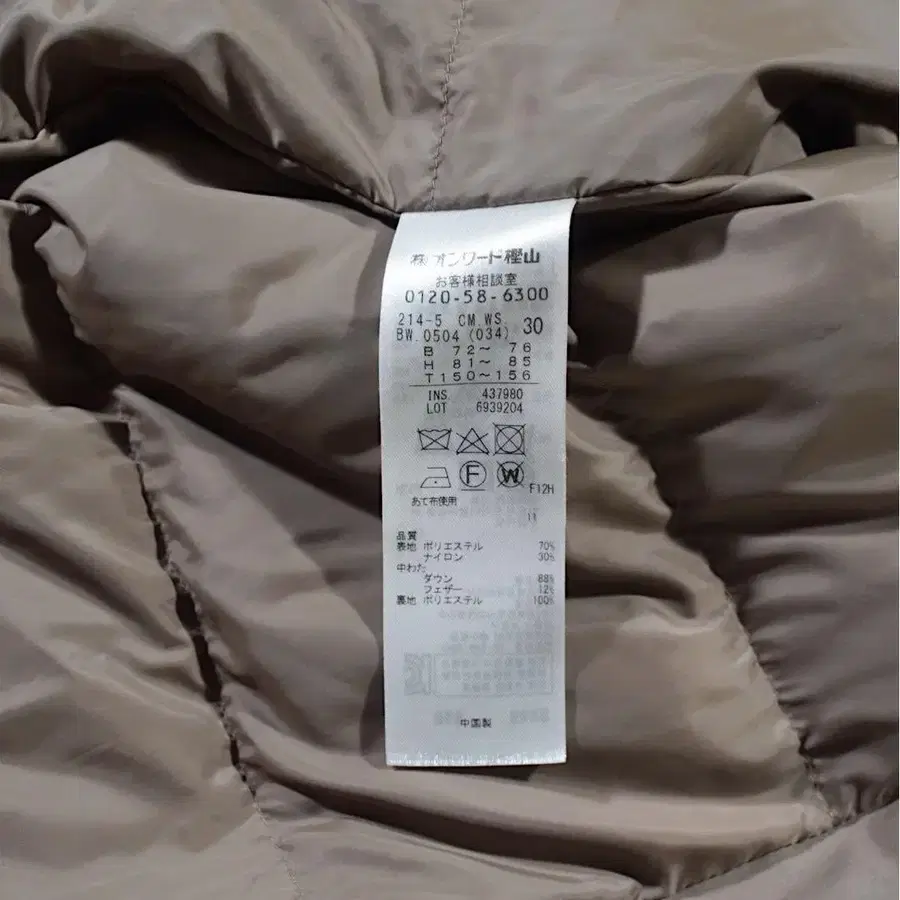 ㈱オンワード樫山
お客様相談室
0120-58-6300
214-5 CM.WS. 30
BW.0504 (034)
B 72～ 76
H 81～ 85
T150～156
INS 437980
LOT 6939204
F W F12H
あて布使用
11
品質
表地 ポリエステル 70%
ナイロン 30%
中わた
ダウン 88%
フェザー 12%
裏地 ポリエステル 100%
中国製